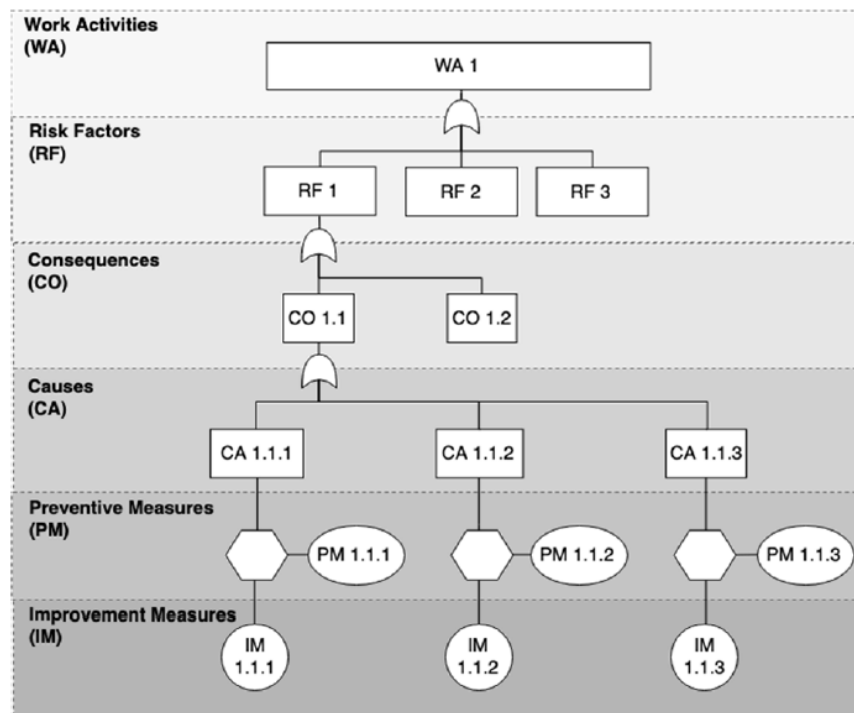 Work Activities
(WA)
WA 1
Risk Factors
(RF)
RF 1
RF 2
RF 3
Consequences
(CO)
CO 1.1
CO 1.2
Causes
(CA)
CA 1.1.1
CA 1.1.2
CA 1.1.3
Preventive Measures
(PM)
PM 1.1.1
PM 1.1.2
PM 1.1.3
Improvement Measures
(IM)
IM
1.1.1
IM
1.1.2
IM
1.1.3